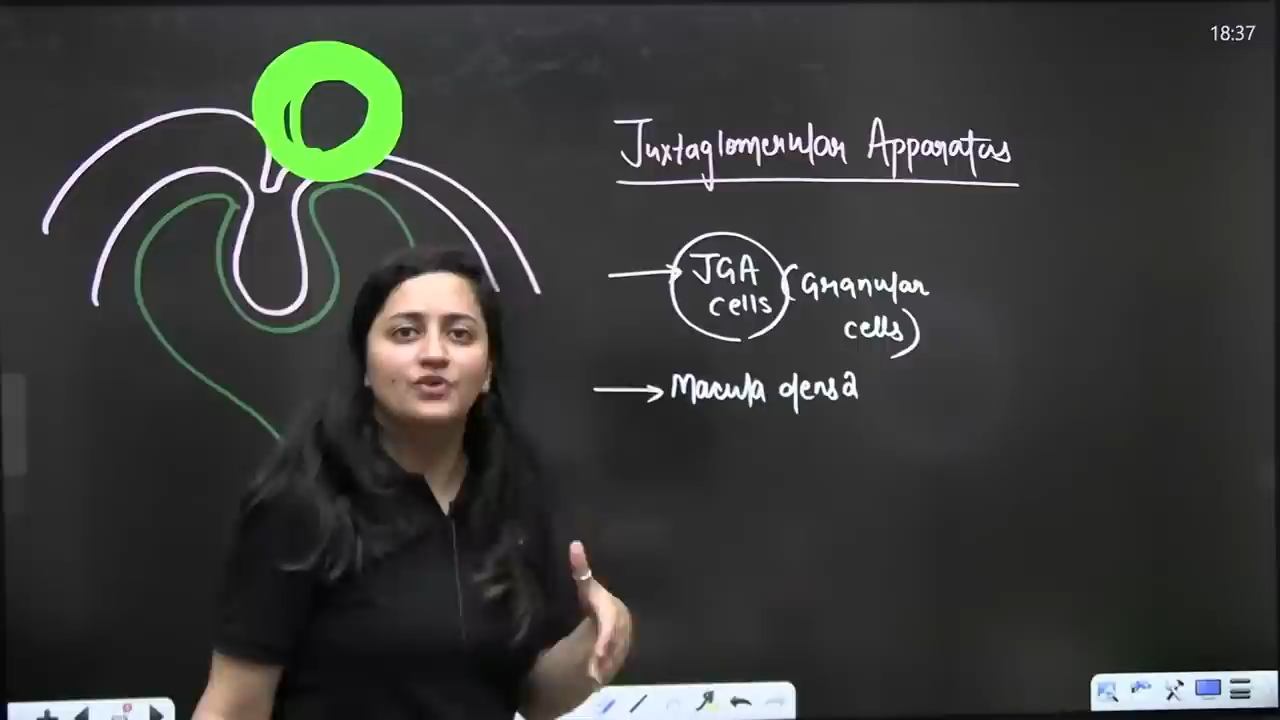 18:37
Juxtaglomerular Apparatus
→ JGA (Granular
cells cells)
→ Macula densa